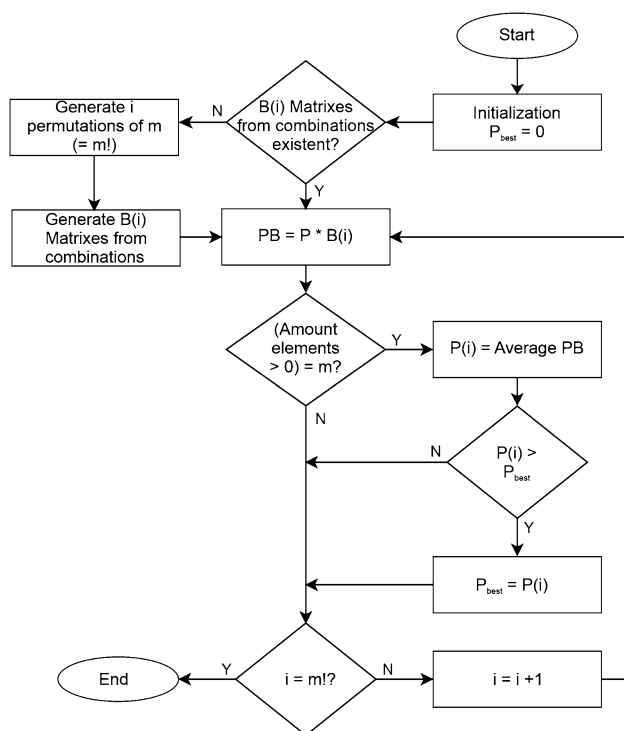 Start
Initialization
P_best = 0
B(i) Matrixes
from combinations
existent?
N
Y
Generate i
permutations of m
(= m!)
Generate B(i)
Matrixes from
combinations
PB = P * B(i)
(Amount
elements
> 0) = m?
Y
N
P(i) = Average PB
P(i) >
P_best
N
Y
P_best = P(i)
i = m!?
Y
N
End
i = i +1